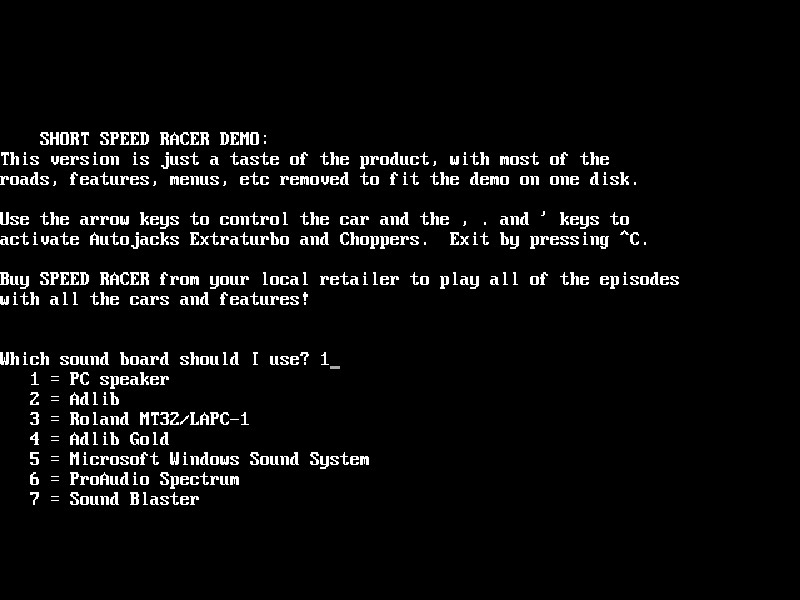 SHORT SPEED RACER DEMO:
This version is just a taste of the product, with most of the
roads, features, menus, etc removed to fit the demo on one disk.
Use the arrow keys to control the car and the , . and ' keys to
activate Autojacks Extraturbo and Choppers.  Exit by pressing ^C.
Buy SPEED RACER from your local retailer to play all of the episodes
with all the cars and features!
Which sound board should I use? 1_
1 = PC speaker
2 = Adlib
3 = Roland MT32/LAPC-1
4 = Adlib Gold
5 = Microsoft Windows Sound System
6 = ProAudio Spectrum
7 = Sound Blaster